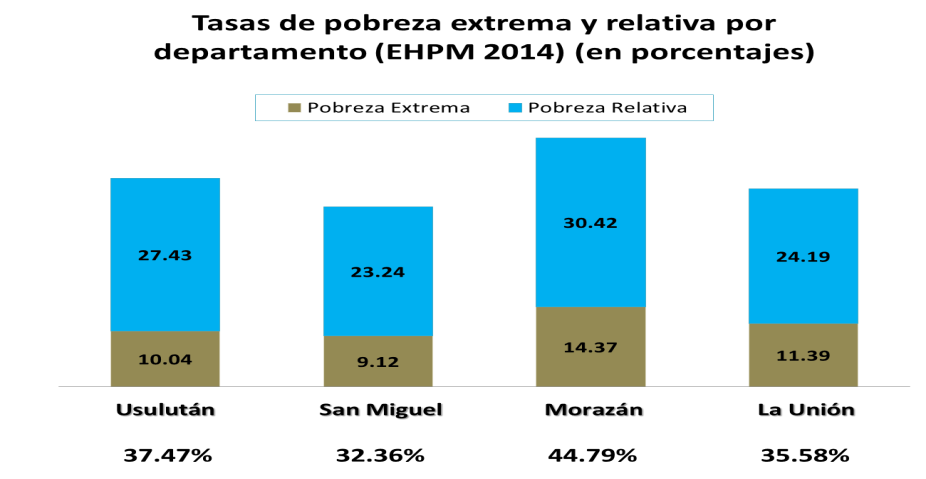 Tasas de pobreza extrema y relativa por
departamento (EHPM 2014) (en porcentajes)
Pobreza Extrema Pobreza Relativa
27.43 23.24 30.42 24.19
10.04 9.12 14.37 11.39
Usulután San Miguel Morazán La Unión
37.47% 32.36% 44.79% 35.58%